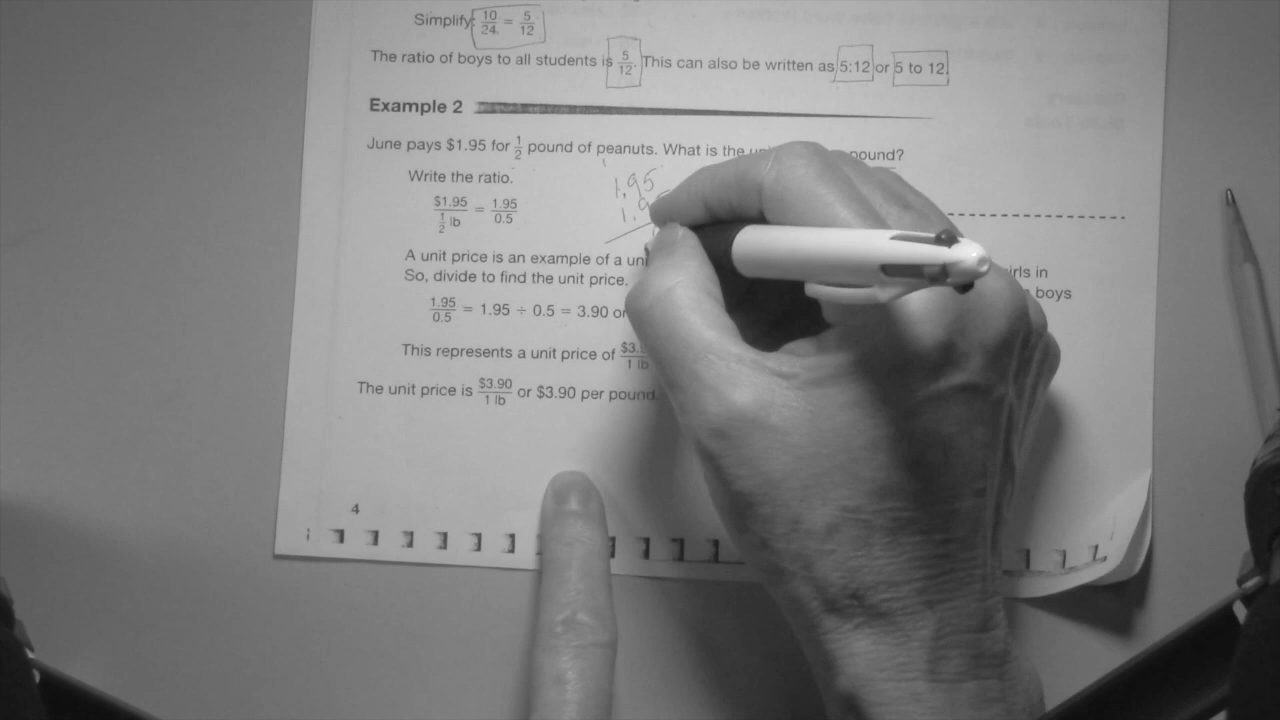 Simplify: 10/24 = 5/12
The ratio of boys to all students is 5/12. This can also be written as 5:12 or 5 to 12.
Example 2
June pays $1.95 for 1/2 pound of peanuts. What is the pound?
Write the ratio.
$1.95 / 1/2 lb = 1.95/0.5
1.95
A unit price is an example of a
So, divide to find the unit price.
in
boys
1.95/0.5 = 1.95 ÷ 0.5 = 3.90 or
This represents a unit price of
1 lb
The unit price is $3.90/1 lb or $3.90 per pound.
4